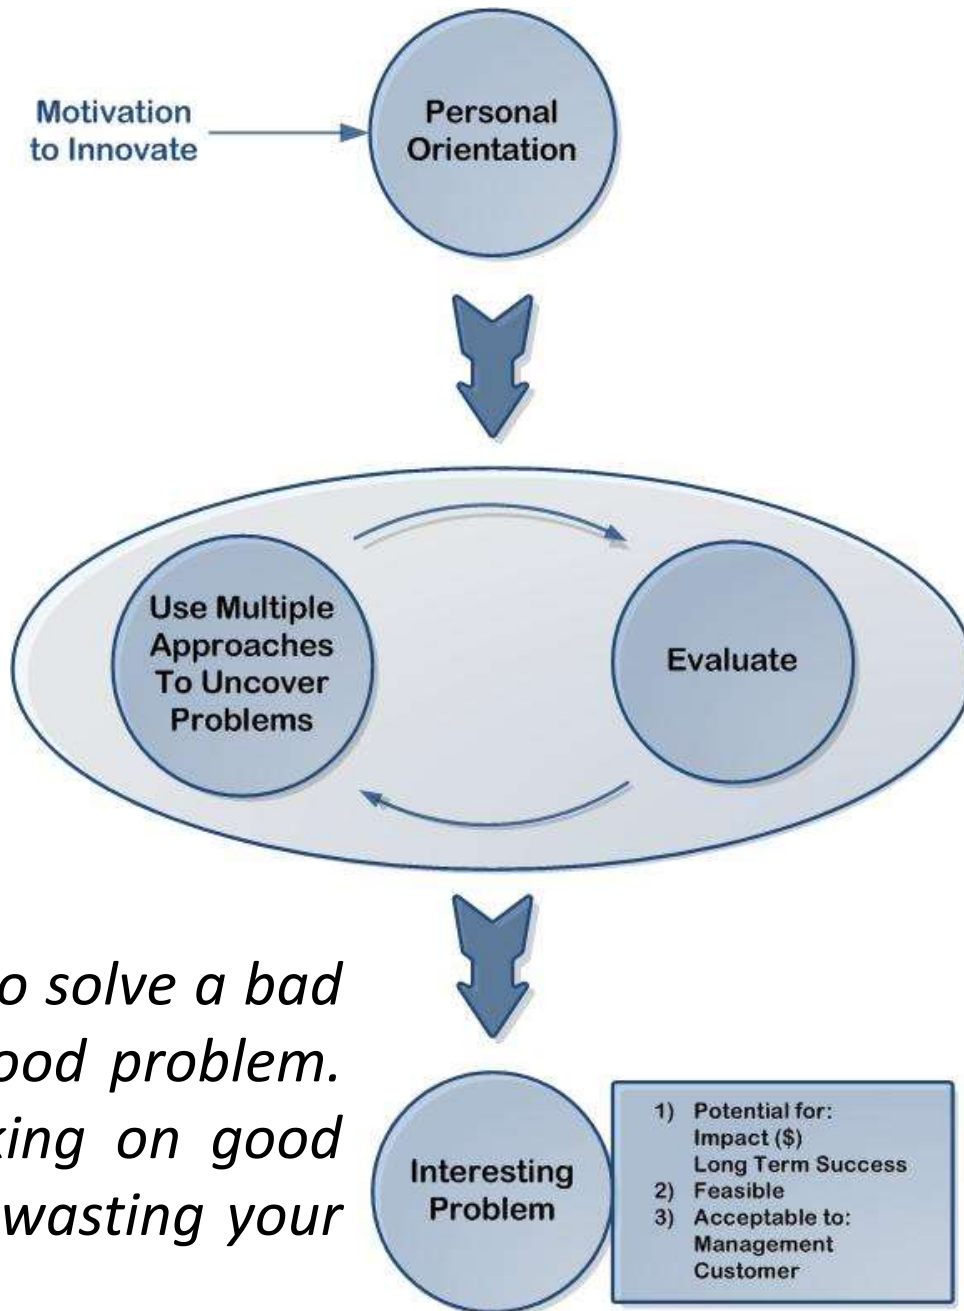 Motivation
to Innovate
Personal
Orientation
Use Multiple
Approaches
To Uncover
Problems
Evaluate
o solve a bad
ood problem.
king on good
wasting your
Interesting
Problem
1) Potential for:
Impact ($)
Long Term Success
2) Feasible
3) Acceptable to:
Management
Customer